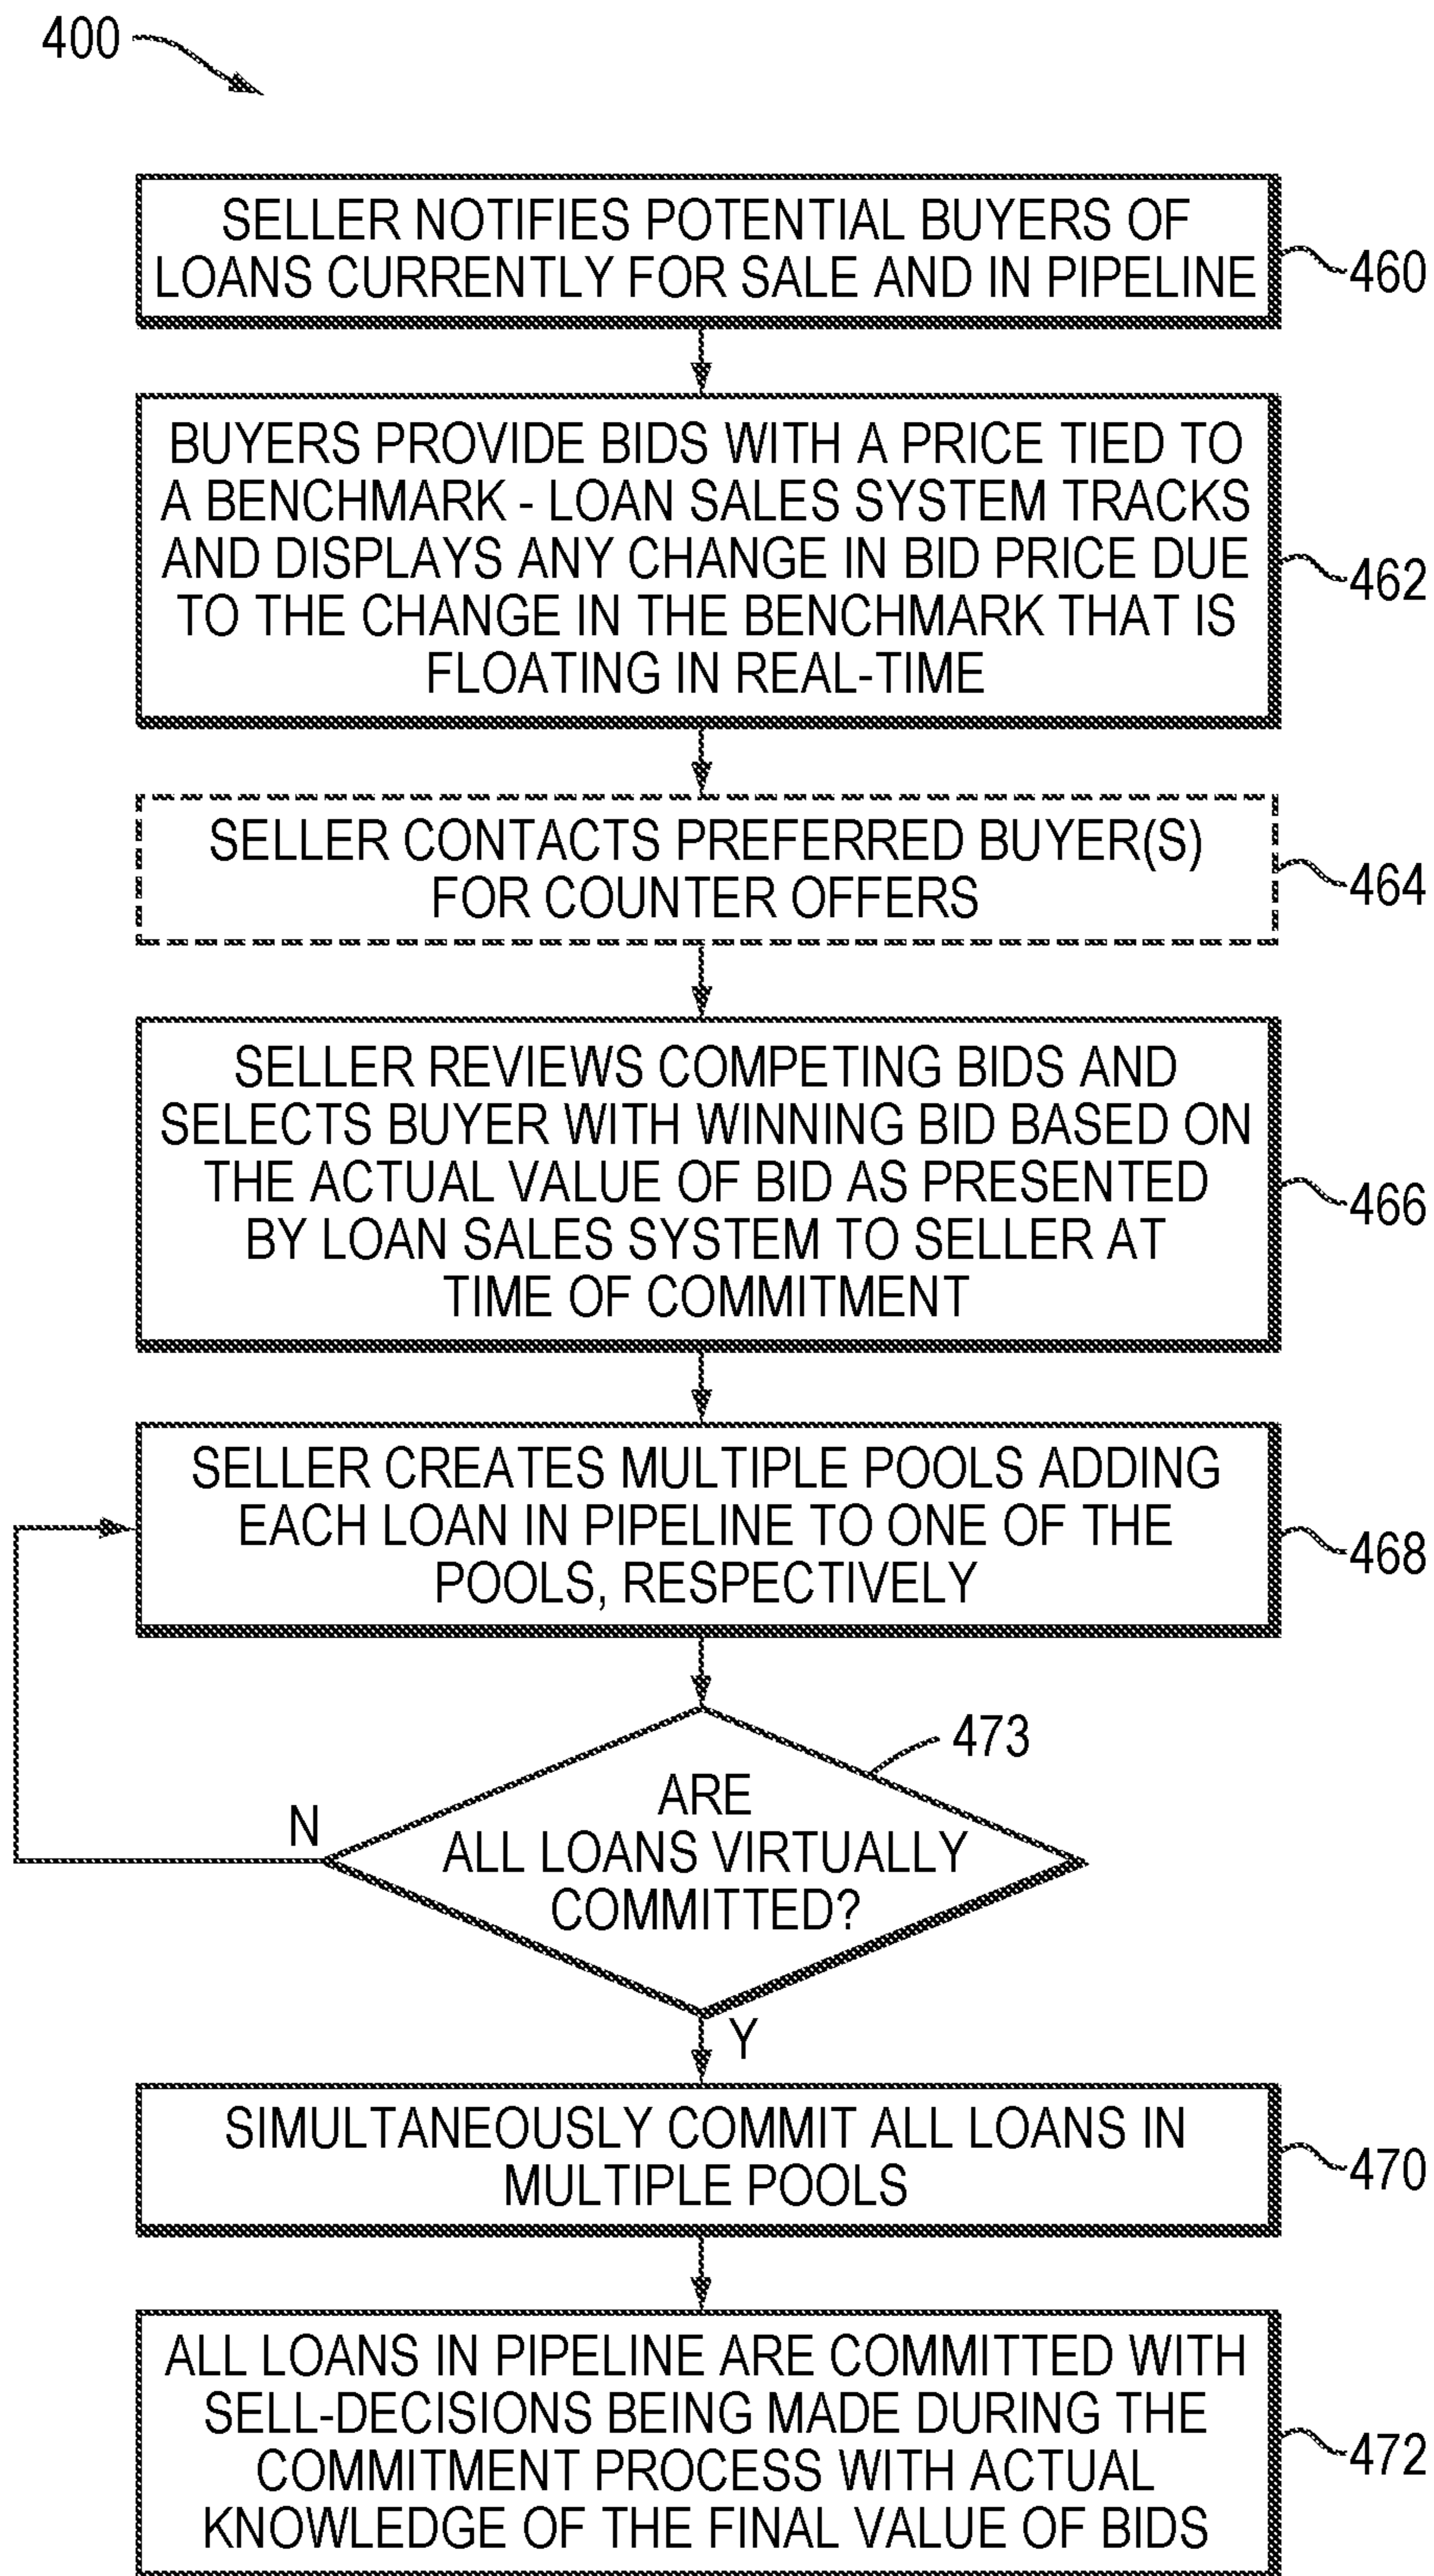 400
SELLER NOTIFIES POTENTIAL BUYERS OF
LOANS CURRENTLY FOR SALE AND IN PIPELINE
460
BUYERS PROVIDE BIDS WITH A PRICE TIED TO
A BENCHMARK - LOAN SALES SYSTEM TRACKS
AND DISPLAYS ANY CHANGE IN BID PRICE DUE
TO THE CHANGE IN THE BENCHMARK THAT IS
FLOATING IN REAL-TIME
462
SELLER CONTACTS PREFERRED BUYER(S)
FOR COUNTER OFFERS
464
SELLER REVIEWS COMPETING BIDS AND
SELECTS BUYER WITH WINNING BID BASED ON
THE ACTUAL VALUE OF BID AS PRESENTED
BY LOAN SALES SYSTEM TO SELLER AT
TIME OF COMMITMENT
466
SELLER CREATES MULTIPLE POOLS ADDING
EACH LOAN IN PIPELINE TO ONE OF THE
POOLS, RESPECTIVELY
468
473
ARE
ALL LOANS VIRTUALLY
COMMITTED?
N
Y
SIMULTANEOUSLY COMMIT ALL LOANS IN
MULTIPLE POOLS
470
ALL LOANS IN PIPELINE ARE COMMITTED WITH
SELL-DECISIONS BEING MADE DURING THE
COMMITMENT PROCESS WITH ACTUAL
KNOWLEDGE OF THE FINAL VALUE OF BIDS
472